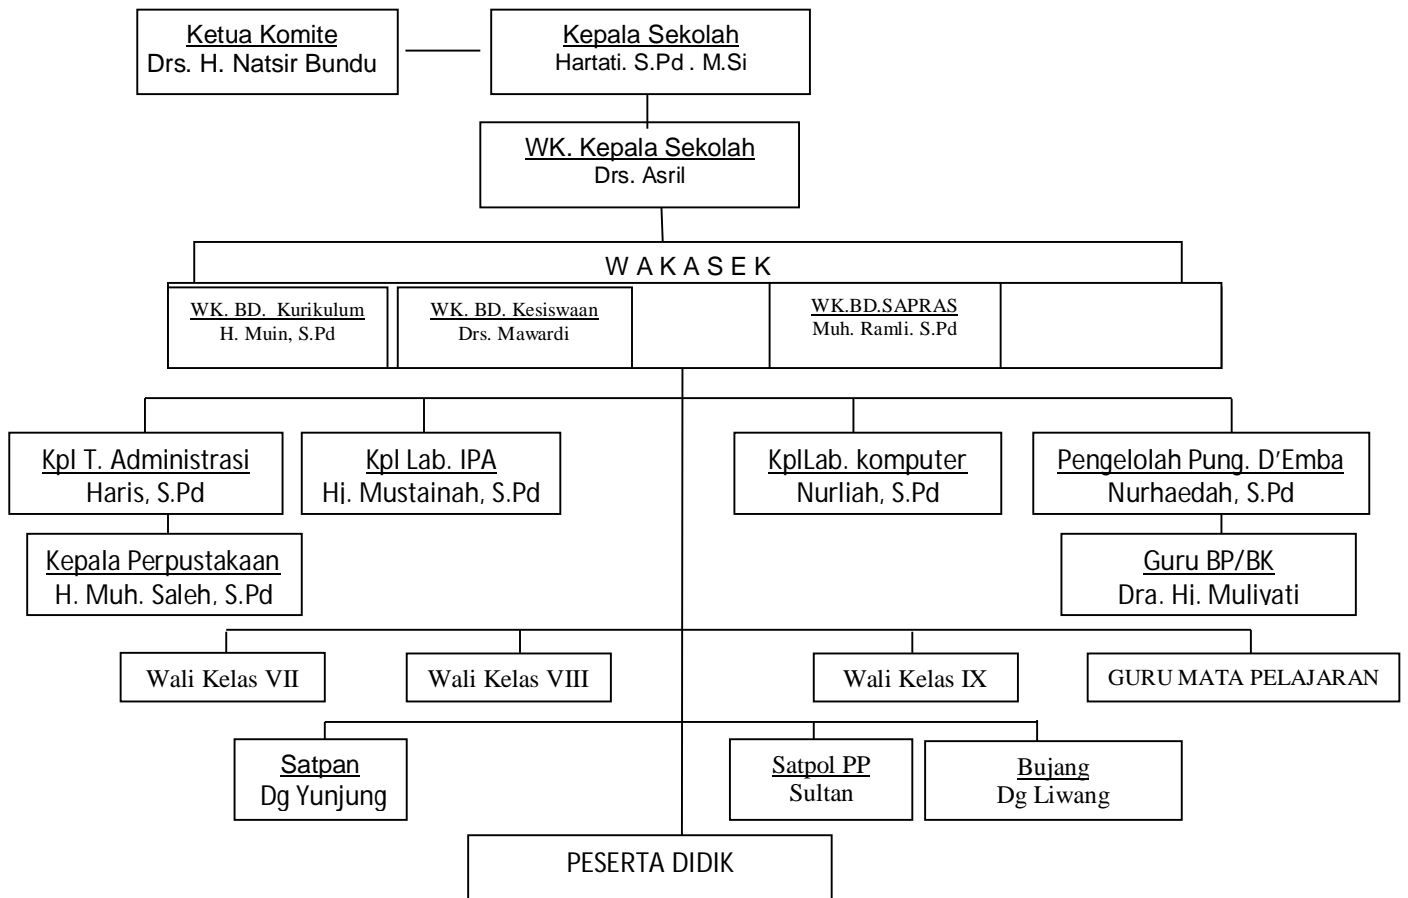 Ketua Komite
Drs. H. Natsir Bundu
Kepala Sekolah
Hartati. S.Pd . M.Si
WK. Kepala Sekolah
Drs. Asril
W A K A S E K
WK. BD. Kurikulum
H. Muin, S.Pd
WK. BD. Kesiswaan
Drs. Mawardi
WK.BD.SAPRAS
Muh. Ramli. S.Pd
Kpl T. Administrasi
Haris, S.Pd
Kpl Lab. IPA
Hj. Mustainah, S.Pd
KplLab. komputer
Nurliah, S.Pd
Pengelolah Pung. D'Emba
Nurhaedah, S.Pd
Kepala Perpustakaan
H. Muh. Saleh, S.Pd
Guru BP/BK
Dra. Hj. Muliyati
Wali Kelas VII
Wali Kelas VIII
Wali Kelas IX
GURU MATA PELAJARAN
Satpan
Dg Yunjung
Satpol PP
Sultan
Bujang
Dg Liwang
PESERTA DIDIK